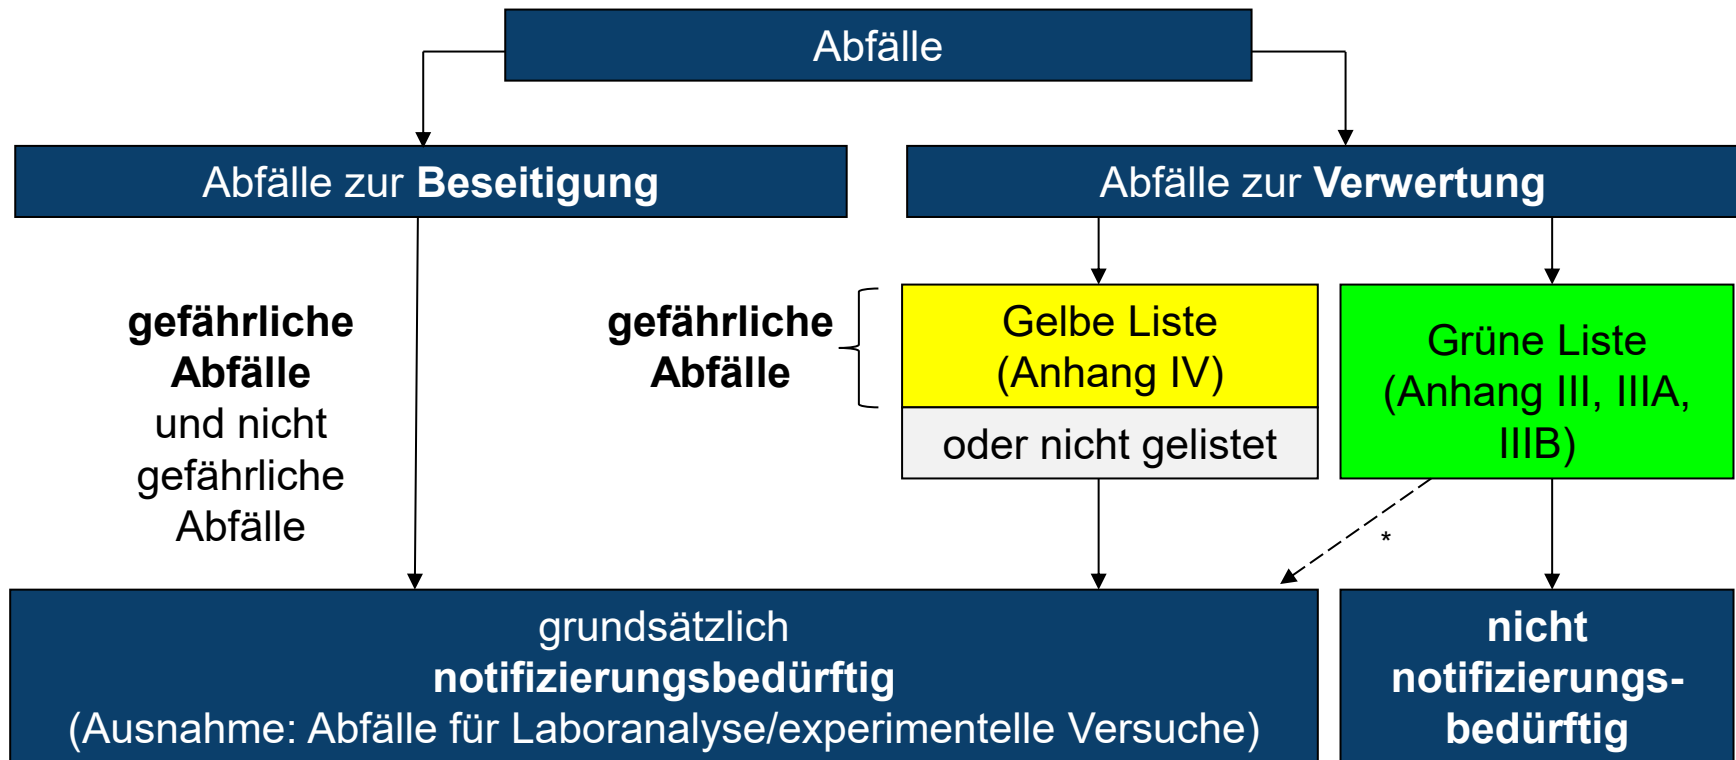 Abfälle
Abfälle zur Beseitigung
Abfälle zur Verwertung
gefährliche
Abfälle
und nicht
gefährliche
Abfälle
gefährliche
Abfälle
Gelbe Liste
(Anhang IV)
oder nicht gelistet
Grüne Liste
(Anhang III, IIIA,
IIIB)
*
grundsätzlich
notifizierungsbedürftig
(Ausnahme: Abfälle für Laboranalyse/experimentelle Versuche)
nicht
notifizierungs-
bedürftig